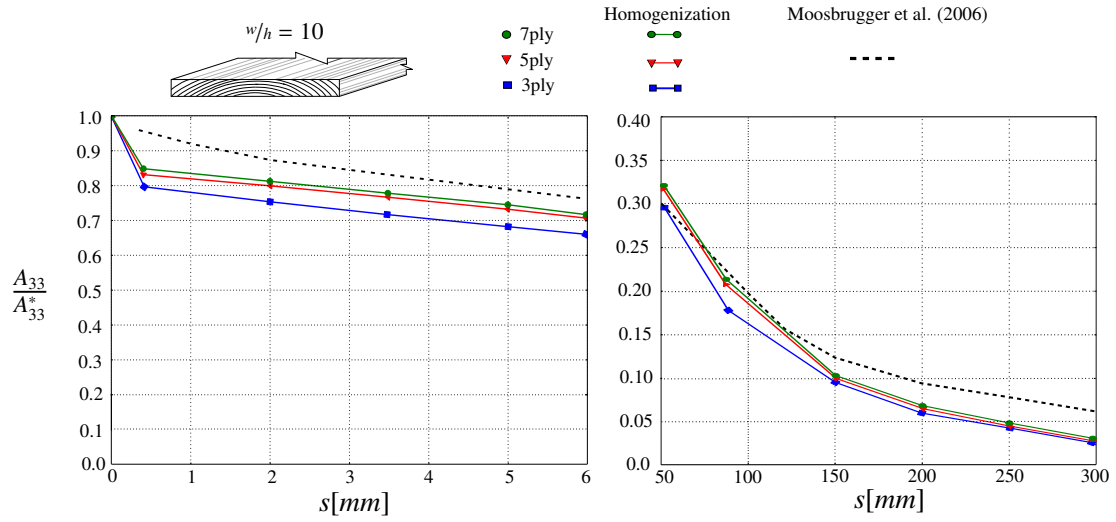 Homogenization Moosbrugger et al. (2006)
w/h = 10
7ply
5ply
3ply
1.0
0.9
0.8
0.7
0.6
0.5
0.4
0.3
0.2
0.1
0.0
0 1 2 3 4 5 6
s[mm]
A33
A*33
0.40
0.35
0.30
0.25
0.20
0.15
0.10
0.05
0.00
50 100 150 200 250 300
s[mm]